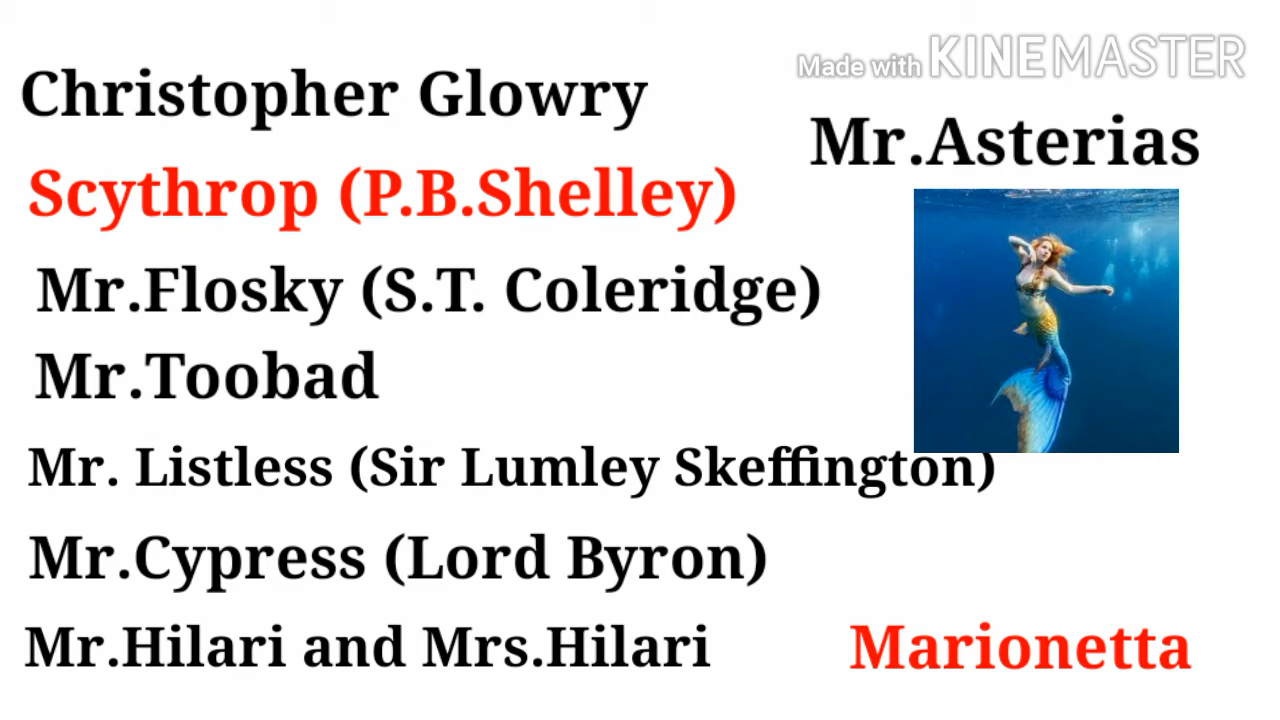 Made with KINEMASTER
Christopher Glowry
Mr.Asterias
Scythrop (P.B.Shelley)
Mr.Flosky (S.T. Coleridge)
Mr.Toobad
Mr. Listless (Sir Lumley Skeffington)
Mr.Cypress (Lord Byron)
Mr.Hilari and Mrs.Hilari
Marionetta